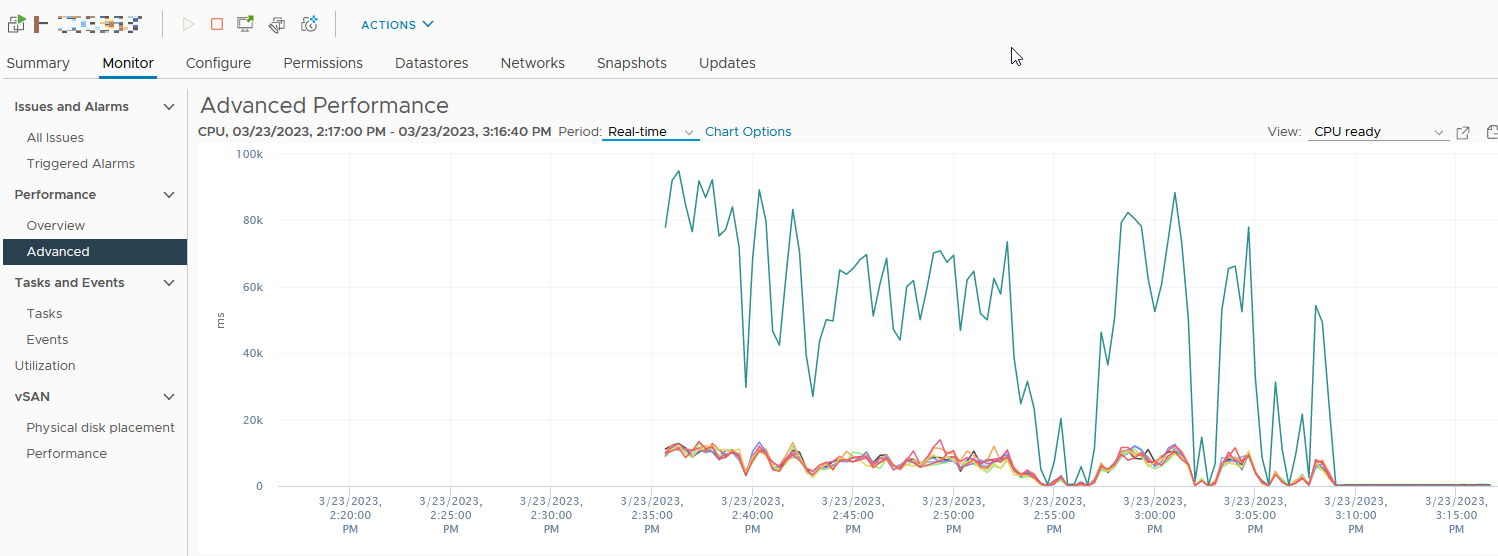 ACTIONS
Summary Monitor Configure Permissions Datastores Networks Snapshots Updates
Issues and Alarms
All Issues
Triggered Alarms
Performance
Overview
Advanced
Tasks and Events
Tasks
Events
Utilization
vSAN
Physical disk placement
Performance
Advanced Performance
CPU, 03/23/2023, 2:17:00 PM - 03/23/2023, 3:16:40 PM Period: Real-time Chart Options View: CPU ready
100k
80k
60k
40k
20k
0
ms
3/23/2023, 3/23/2023, 3/23/2023, 3/23/2023, 3/23/2023, 3/23/2023, 3/23/2023, 3/23/2023, 3/23/2023, 3/23/2023, 3/23/2023, 3/23/2023,
2:20:00 2:25:00 2:30:00 2:35:00 2:40:00 2:45:00 2:50:00 2:55:00 3:00:00 3:05:00 3:10:00 3:15:00
PM PM PM PM PM PM PM PM PM PM PM PM